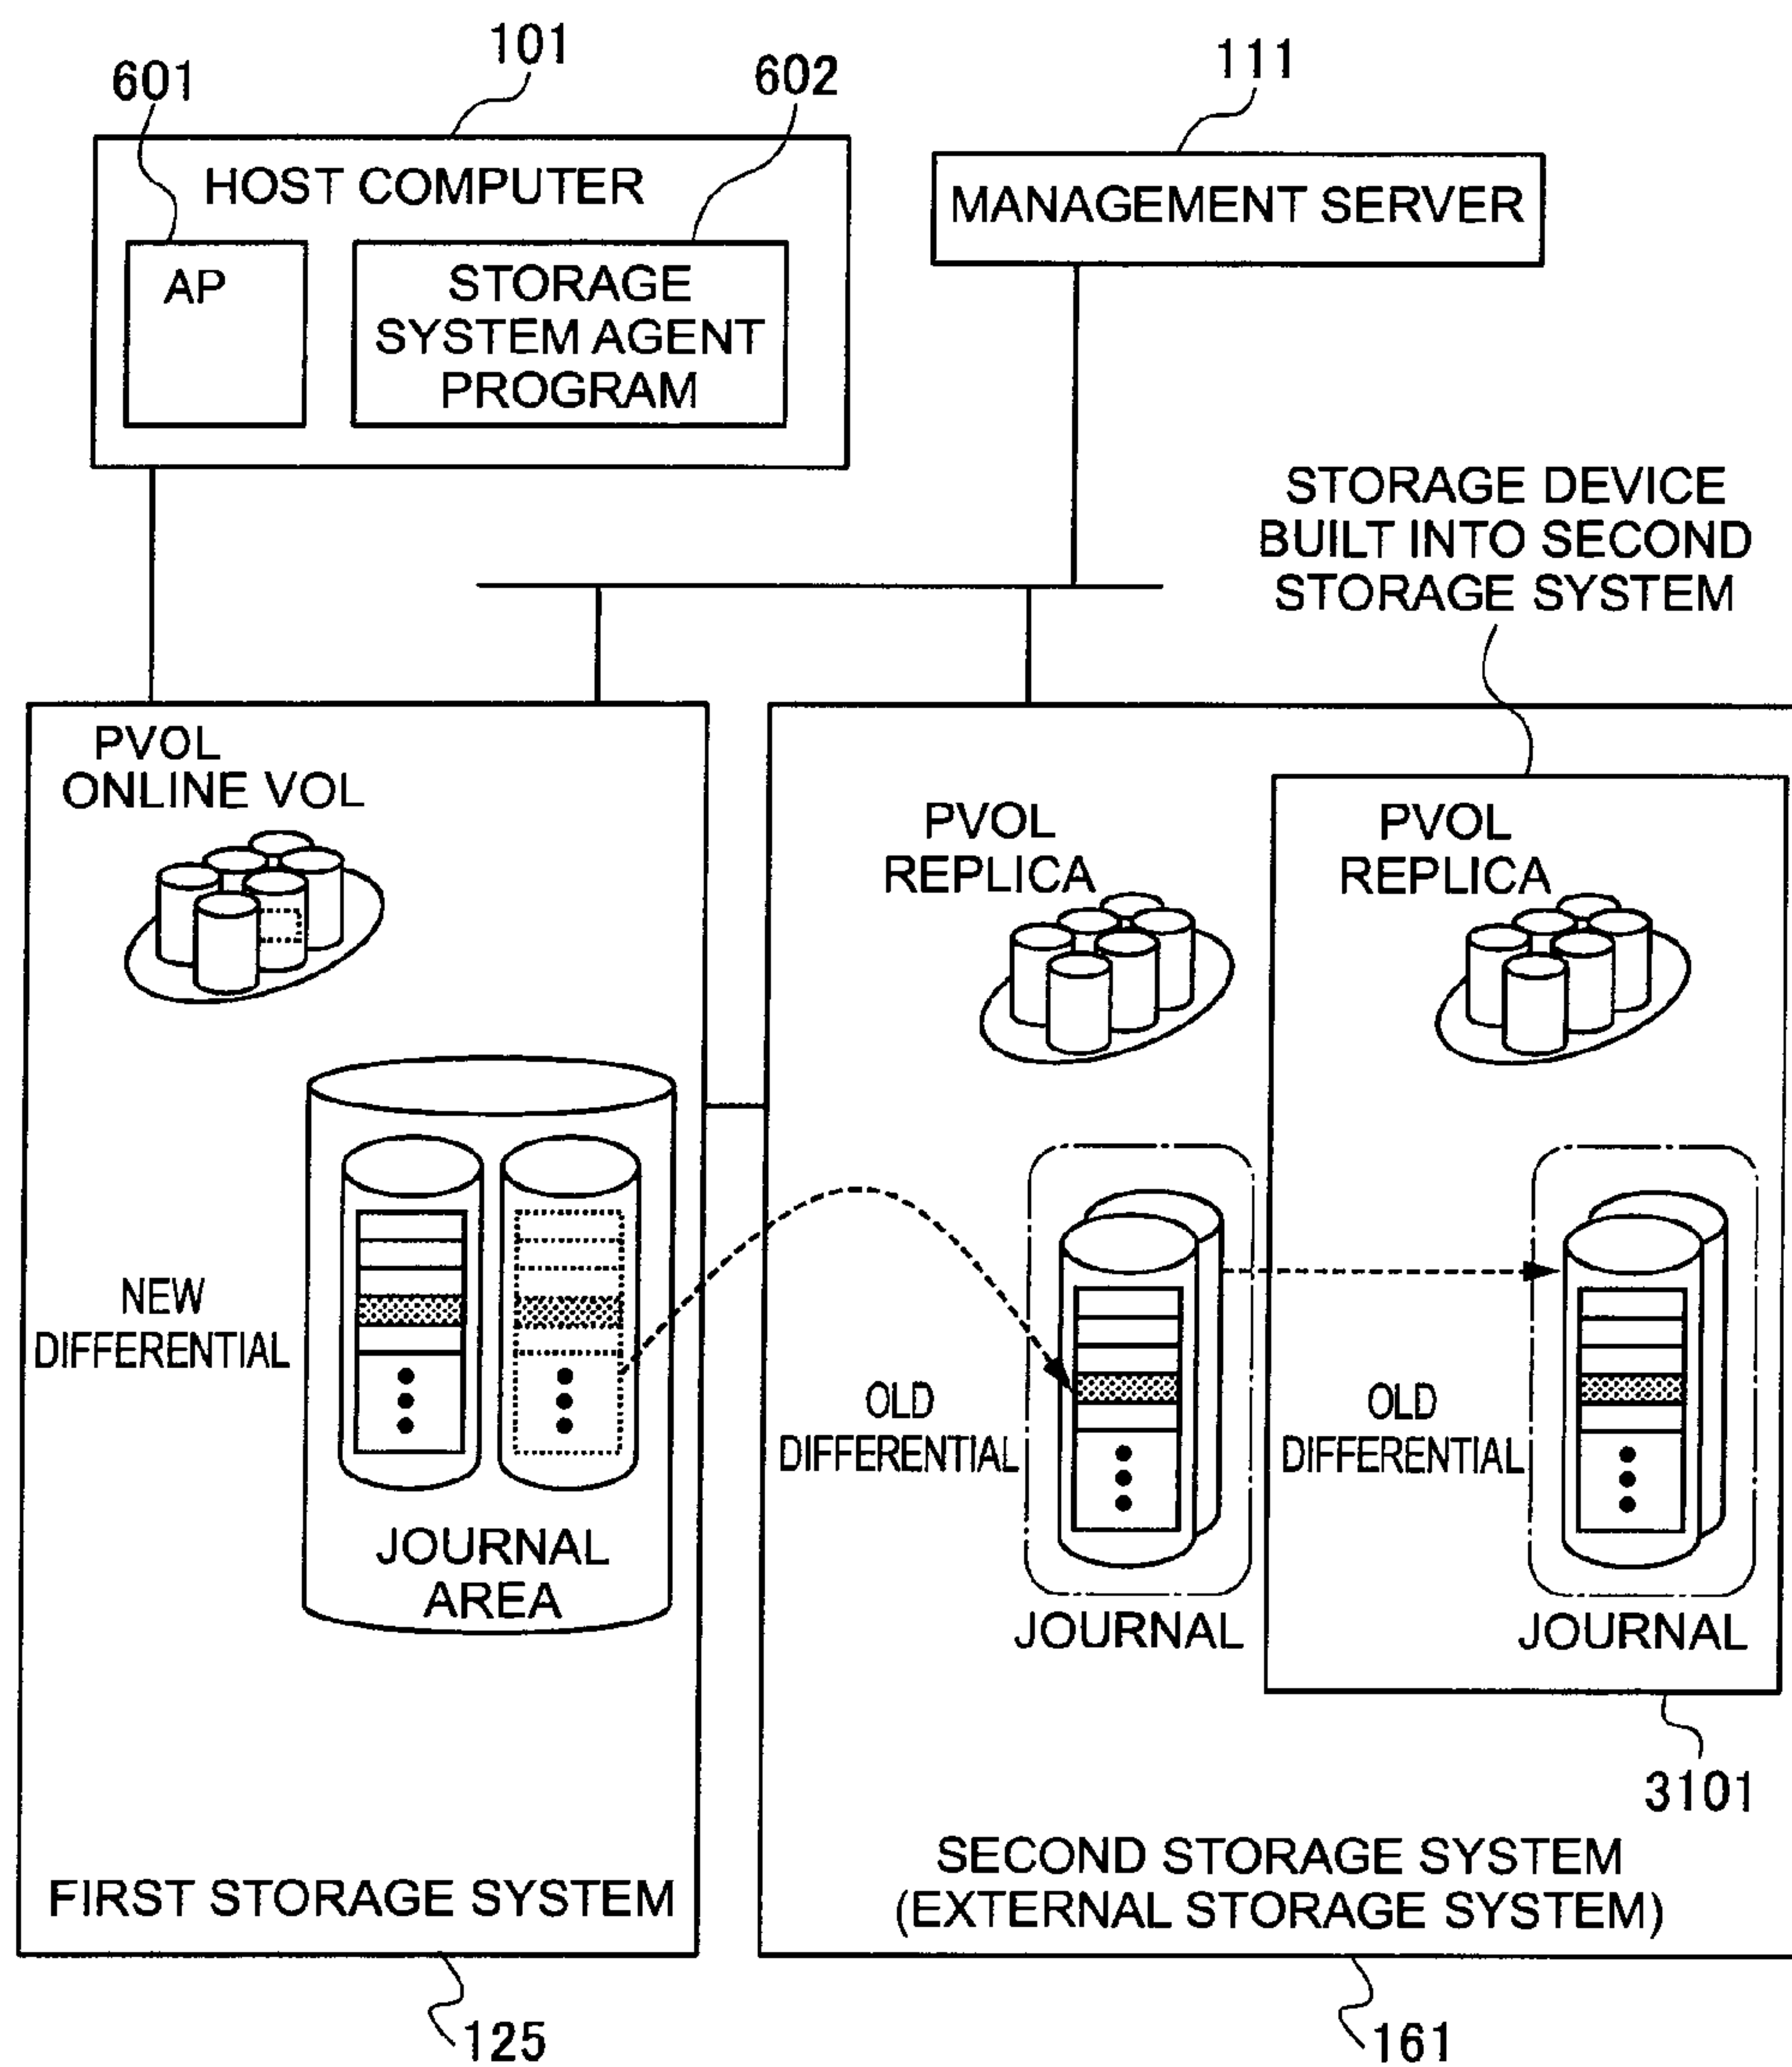 101
601
602
111
HOST COMPUTER
MANAGEMENT SERVER
AP
STORAGE
SYSTEM AGENT
PROGRAM
STORAGE DEVICE
BUILT INTO SECOND
STORAGE SYSTEM
PVOL
ONLINE VOL
PVOL
REPLICA
PVOL
REPLICA
NEW
DIFFERENTIAL
OLD
DIFFERENTIAL
OLD
DIFFERENTIAL
JOURNAL
AREA
JOURNAL
JOURNAL
3101
FIRST STORAGE SYSTEM
SECOND STORAGE SYSTEM
(EXTERNAL STORAGE SYSTEM)
125
161